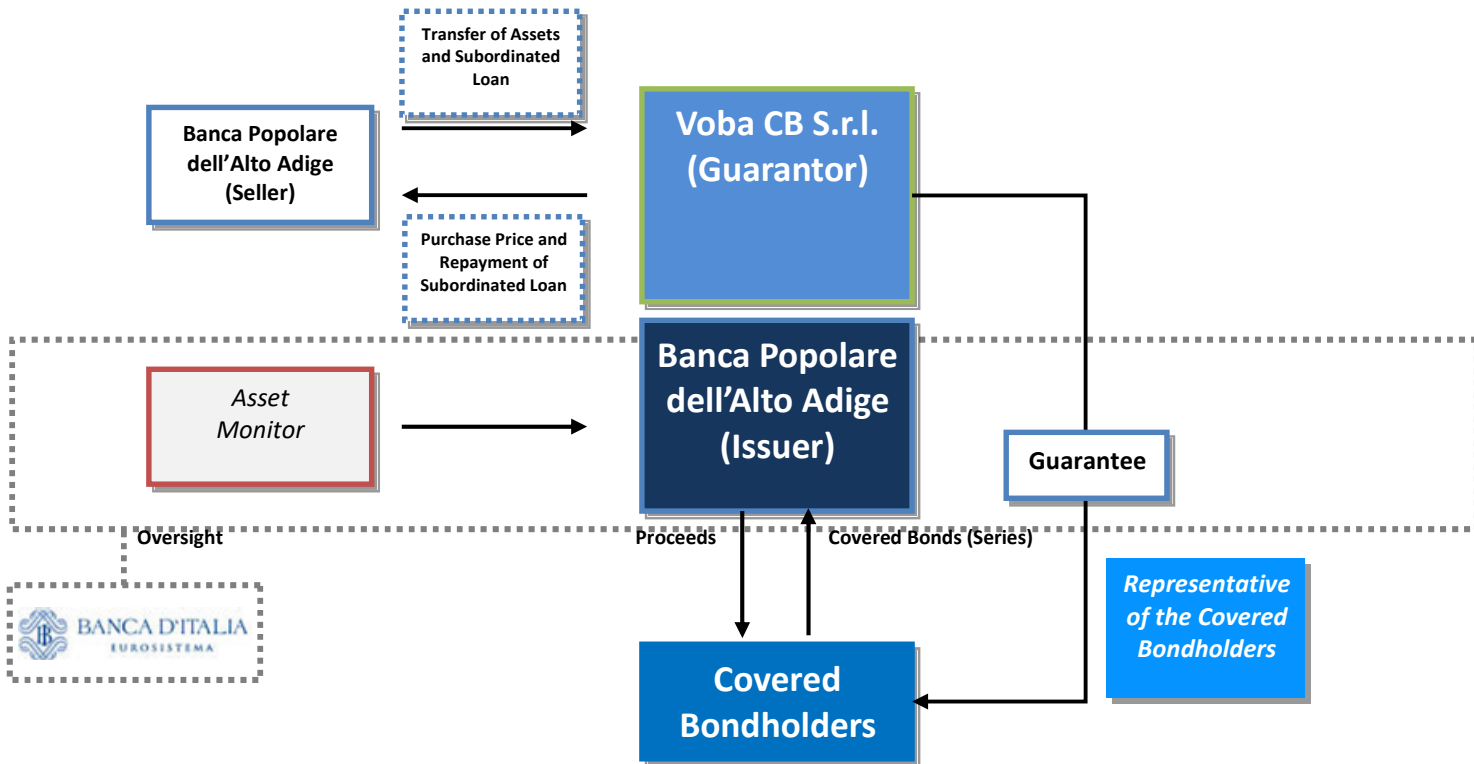 Transfer of Assets
and Subordinated
Loan
Banca Popolare
dell’Alto Adige
(Seller)
Voba CB S.r.l.
(Guarantor)
Purchase Price and
Repayment of
Subordinated Loan
Banca Popolare
dell’Alto Adige
(Issuer)
Asset
Monitor
Guarantee
Oversight
Proceeds
Covered Bonds (Series)
BANCA D'ITALIA
EUROSISTEMA
Representative
of the Covered
Bondholders
Covered
Bondholders